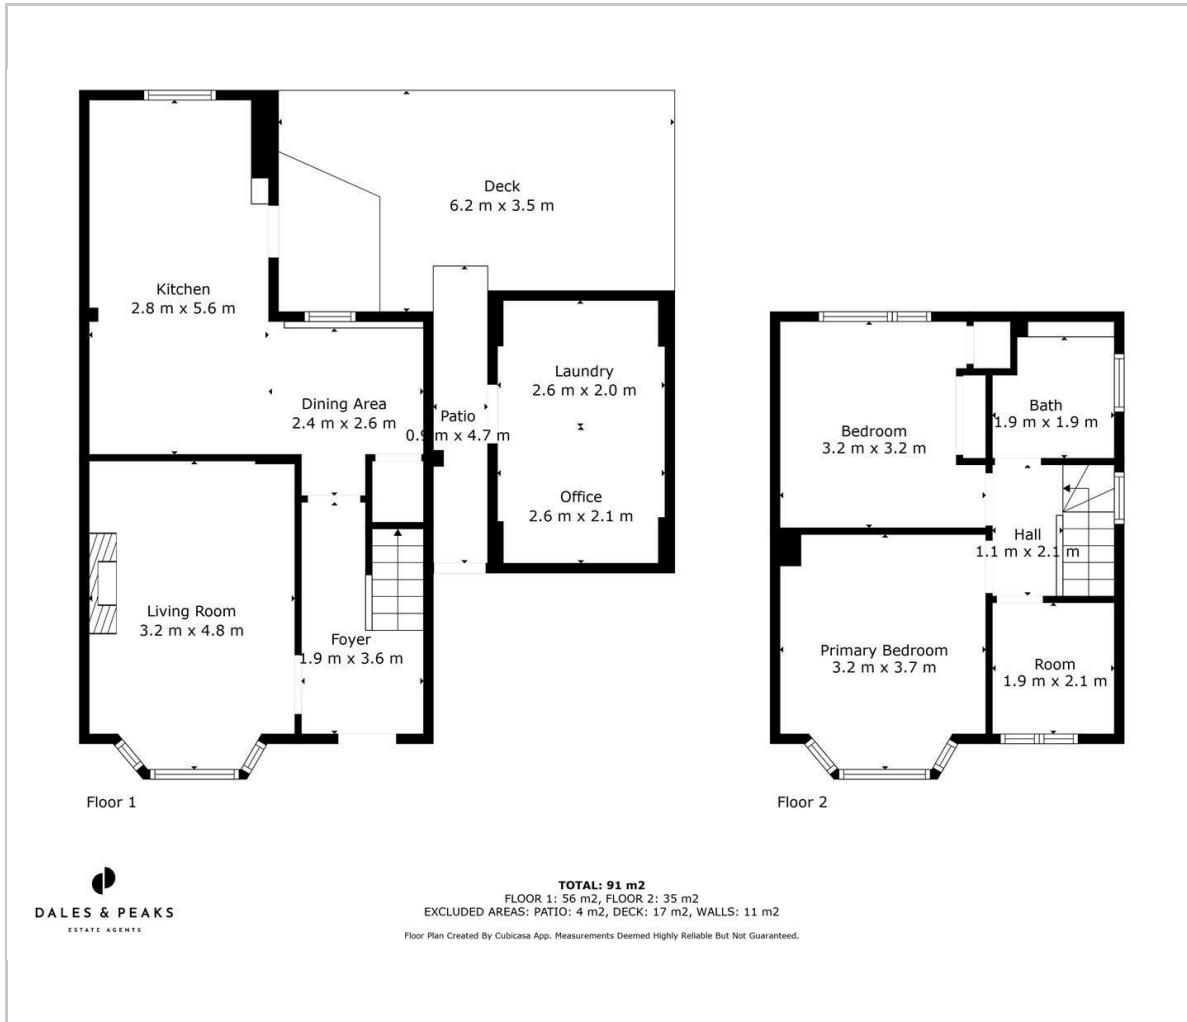 Deck
6.2 m x 3.5 m
Kitchen
2.8 m x 5.6 m
Laundry
2.6 m x 2.0 m
Dining Area
2.4 m x 2.6 m
Patio
0.9 m x 4.7 m
Office
2.6 m x 2.1 m
Living Room
3.2 m x 4.8 m
Foyer
1.9 m x 3.6 m
Floor 1
Bedroom
3.2 m x 3.2 m
Bath
1.9 m x 1.9 m
Hall
1.1 m x 2.1 m
Primary Bedroom
3.2 m x 3.7 m
Room
1.9 m x 2.1 m
Floor 2
DALES & PEAKS
ESTATE AGENTS
TOTAL: 91 m2
FLOOR 1: 56 m2, FLOOR 2: 35 m2
EXCLUDED AREAS: PATIO: 4 m2, DECK: 17 m2, WALLS: 11 m2
Floor Plan Created By Cubicasa App. Measurements Deemed Highly Reliable But Not Guaranteed.